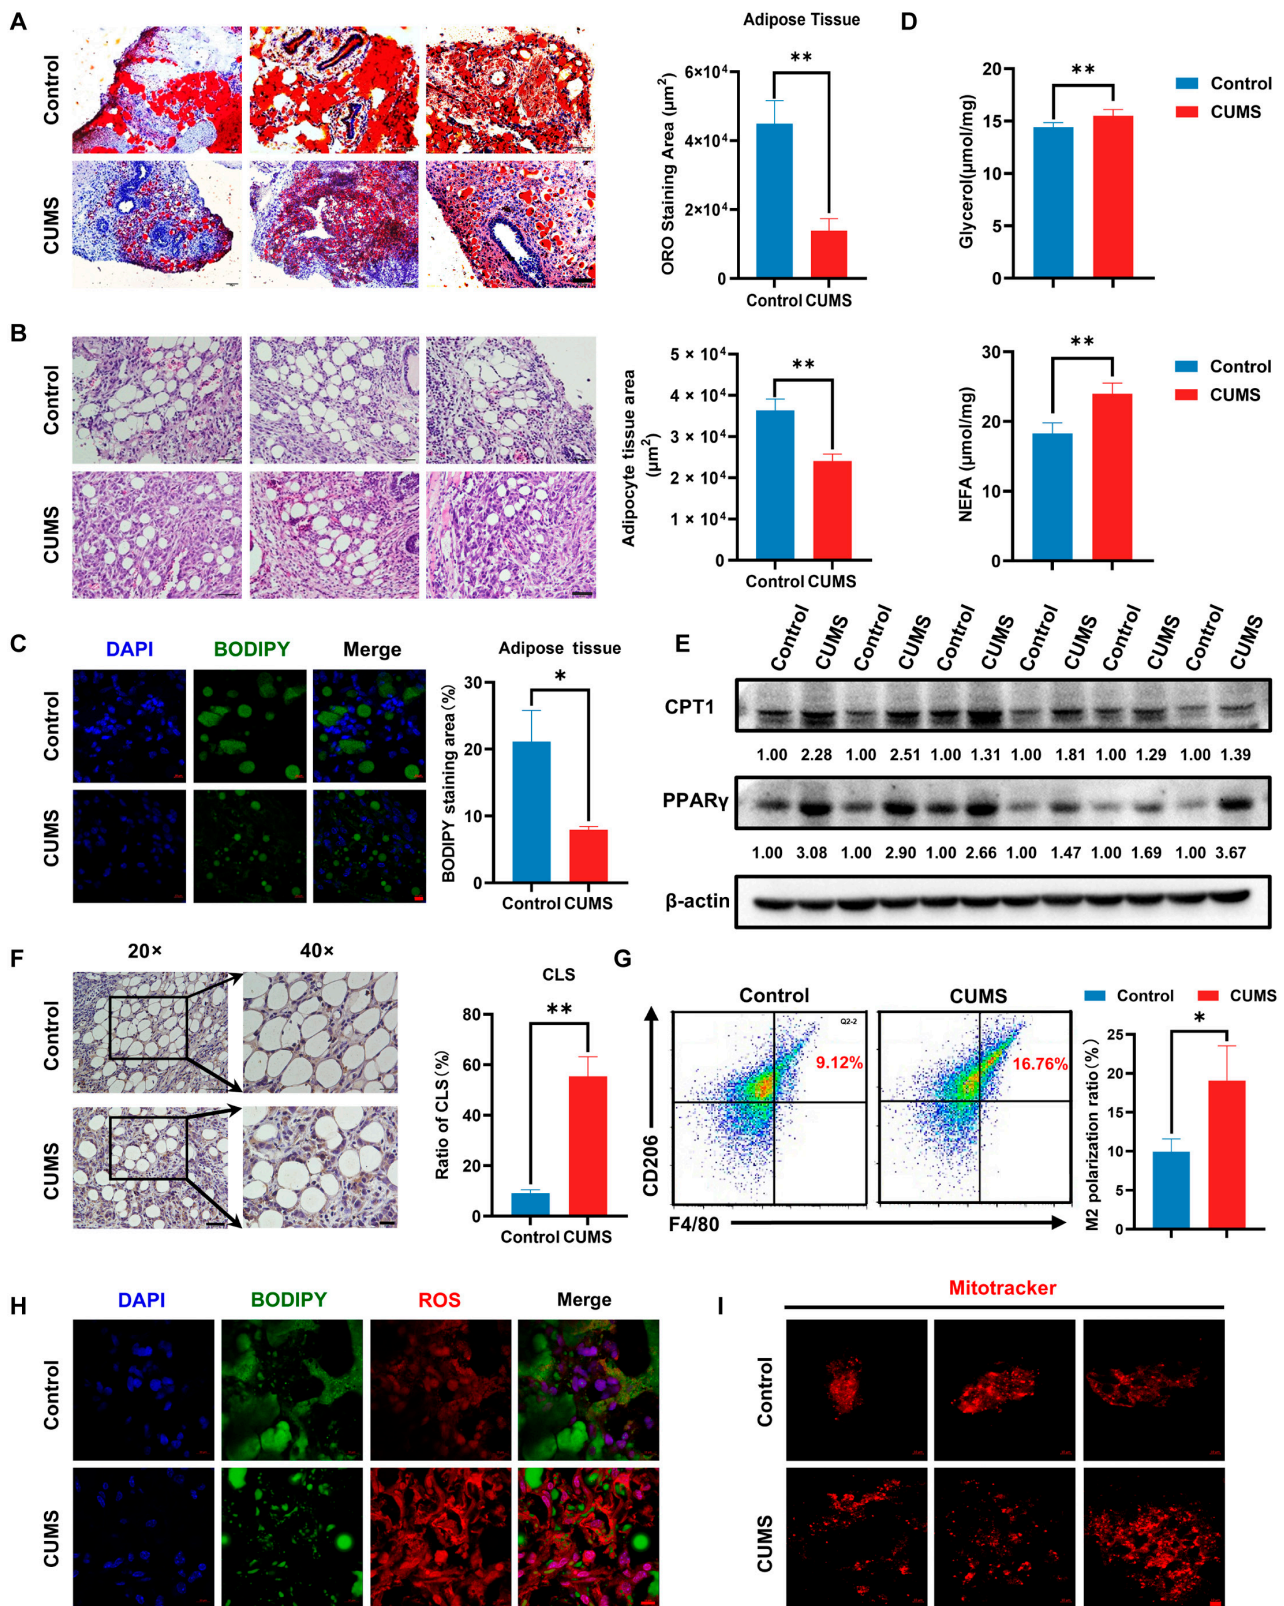 A
Control
CUMS
Adipose Tissue
**
ORO Staining Area (μm²)
6×10⁴
4×10⁴
2×10⁴
0
Control CUMS
D
**
Glycerol(μmol/mg)
20
15
10
5
0
Control
CUMS
B
Control
CUMS
**
Adipocyte tissue area
(μm²)
5 × 10⁴
4 × 10⁴
3 × 10⁴
2 × 10⁴
1 × 10⁴
0
Control CUMS
**
NEFA (μmol/mg)
30
20
10
0
Control
CUMS
C
DAPI BODIPY Merge
Control
CUMS
Adipose tissue
*
BODIPY staining area (%)
30
20
10
0
Control CUMS
E
Control CUMS Control CUMS Control CUMS Control CUMS Control CUMS Control CUMS
CPT1
1.00 2.28 1.00 2.51 1.00 1.31 1.00 1.81 1.00 1.29 1.00 1.39
PPARγ
1.00 3.08 1.00 2.90 1.00 2.66 1.00 1.47 1.00 1.69 1.00 3.67
β-actin
F
20× 40×
Control
CUMS
CLS
**
Ratio of CLS (%)
80
60
40
20
0
Control CUMS
G
Control CUMS
Q2-2
9.12%
16.76%
CD206
F4/80
Control CUMS
*
M2 polarization ratio (%)
25
20
15
10
5
0
H
DAPI BODIPY ROS Merge
Control
CUMS
I
Mitotracker
Control
CUMS